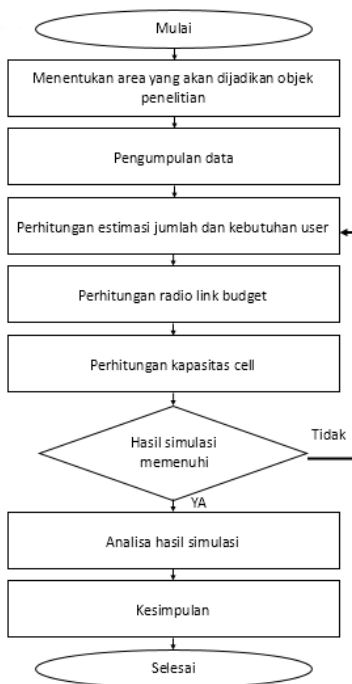 Mulai
Menentukan area yang akan dijadikan objek
penelitian
Pengumpulan data
Perhitungan estimasi jumlah dan kebutuhan user
Perhitungan radio link budget
Perhitungan kapasitas cell
Hasil simulasi
memenuhi
Tidak
YA
Analisa hasil simulasi
Kesimpulan
Selesai